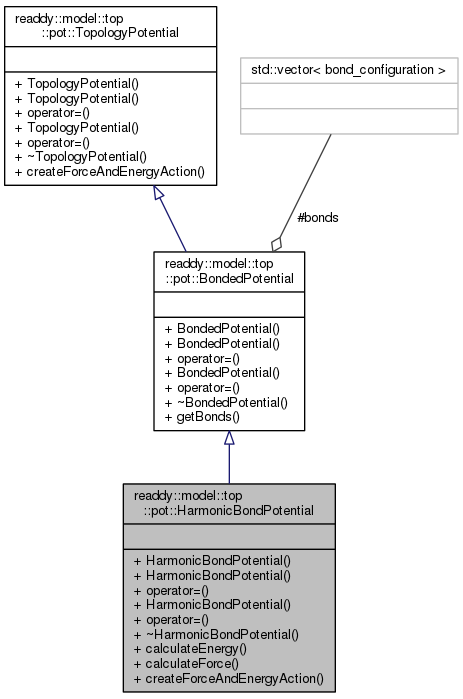 readdy::model::top
::pot::TopologyPotential
+ TopologyPotential()
+ TopologyPotential()
+ operator=()
+ TopologyPotential()
+ operator=()
+ ~TopologyPotential()
+ createForceAndEnergyAction()
std::vector< bond_configuration >
#bonds
readdy::model::top
::pot::BondedPotential
+ BondedPotential()
+ BondedPotential()
+ operator=()
+ BondedPotential()
+ operator=()
+ ~BondedPotential()
+ getBonds()
readdy::model::top
::pot::HarmonicBondPotential
+ HarmonicBondPotential()
+ HarmonicBondPotential()
+ operator=()
+ HarmonicBondPotential()
+ operator=()
+ ~HarmonicBondPotential()
+ calculateEnergy()
+ calculateForce()
+ createForceAndEnergyAction()